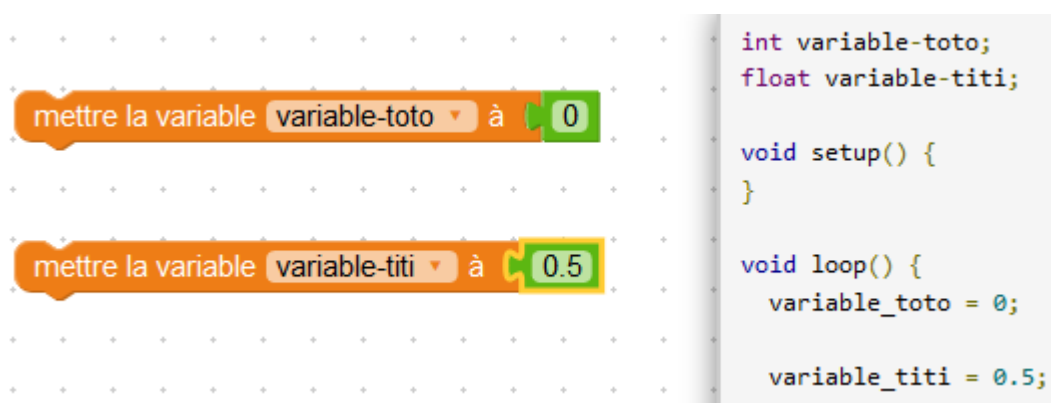 mettre la variable variable-toto à 0
mettre la variable variable-titi à 0.5
int variable-toto;
float variable-titi;
void setup() {
}
void loop() {
variable_toto = 0;
variable_titi = 0.5;